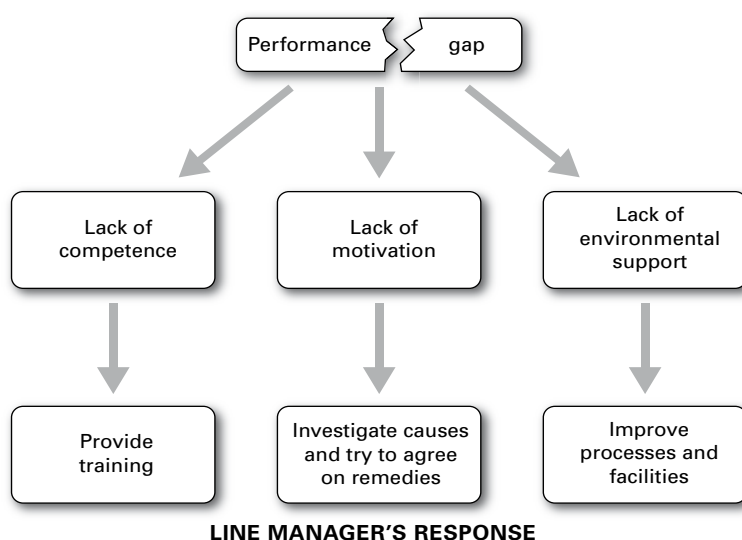 Performance gap
Lack of
competence
Lack of
motivation
Lack of
environmental
support
Provide
training
Investigate causes
and try to agree
on remedies
Improve
processes and
facilities
LINE MANAGER'S RESPONSE